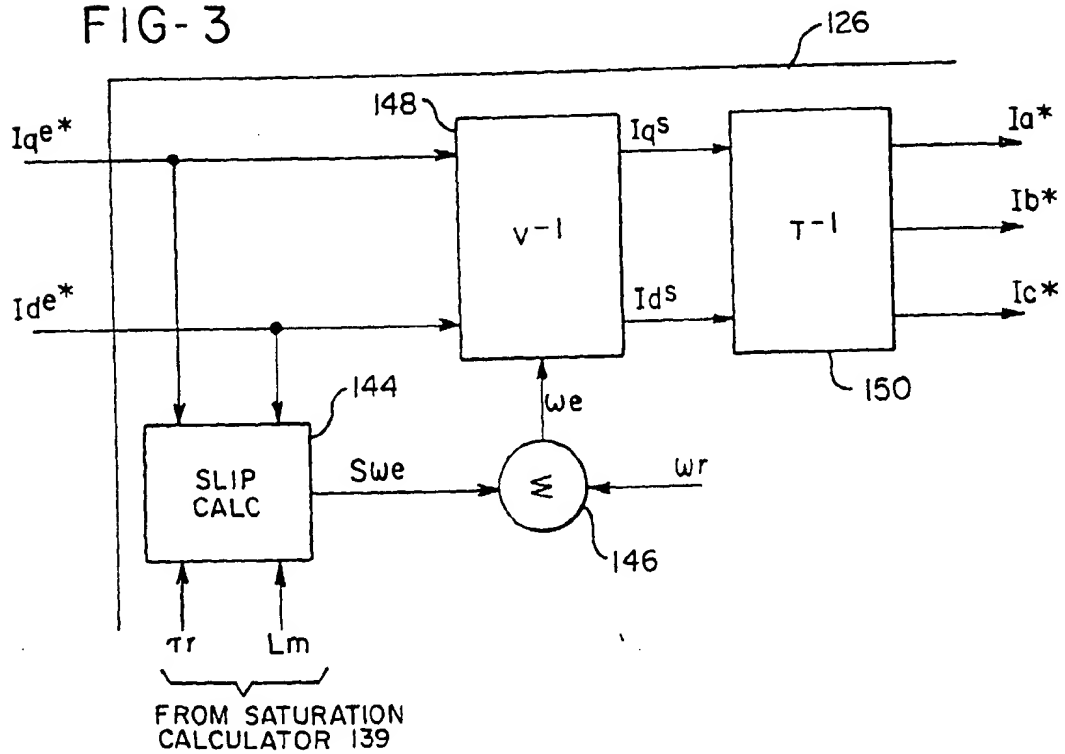 FIG-3
126
148
Iqe*
Iqs
Ia*
V-1
T-1
Ib*
Ide*
Ids
Ic*
150
144
ωe
SLIP
CALC
Sωe
Σ
ωr
146
τr
Lm
FROM SATURATION
CALCULATOR 139